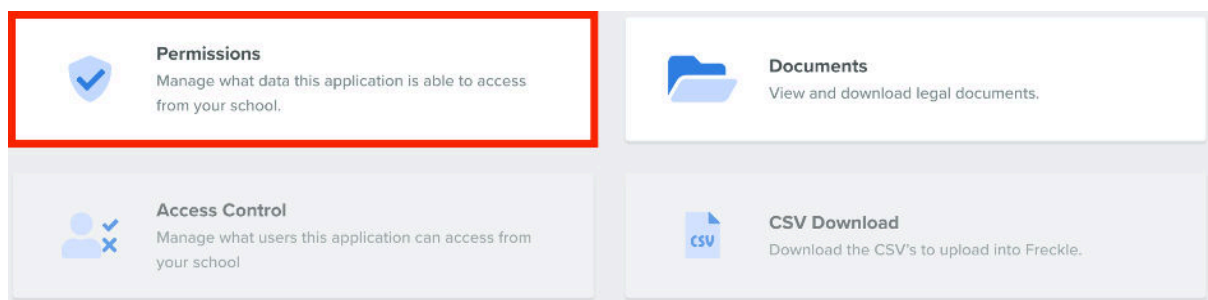 Permissions
Manage what data this application is able to access
from your school.
Documents
View and download legal documents.
Access Control
Manage what users this application can access from
your school
CSV
CSV Download
Download the CSV's to upload into Freckle.